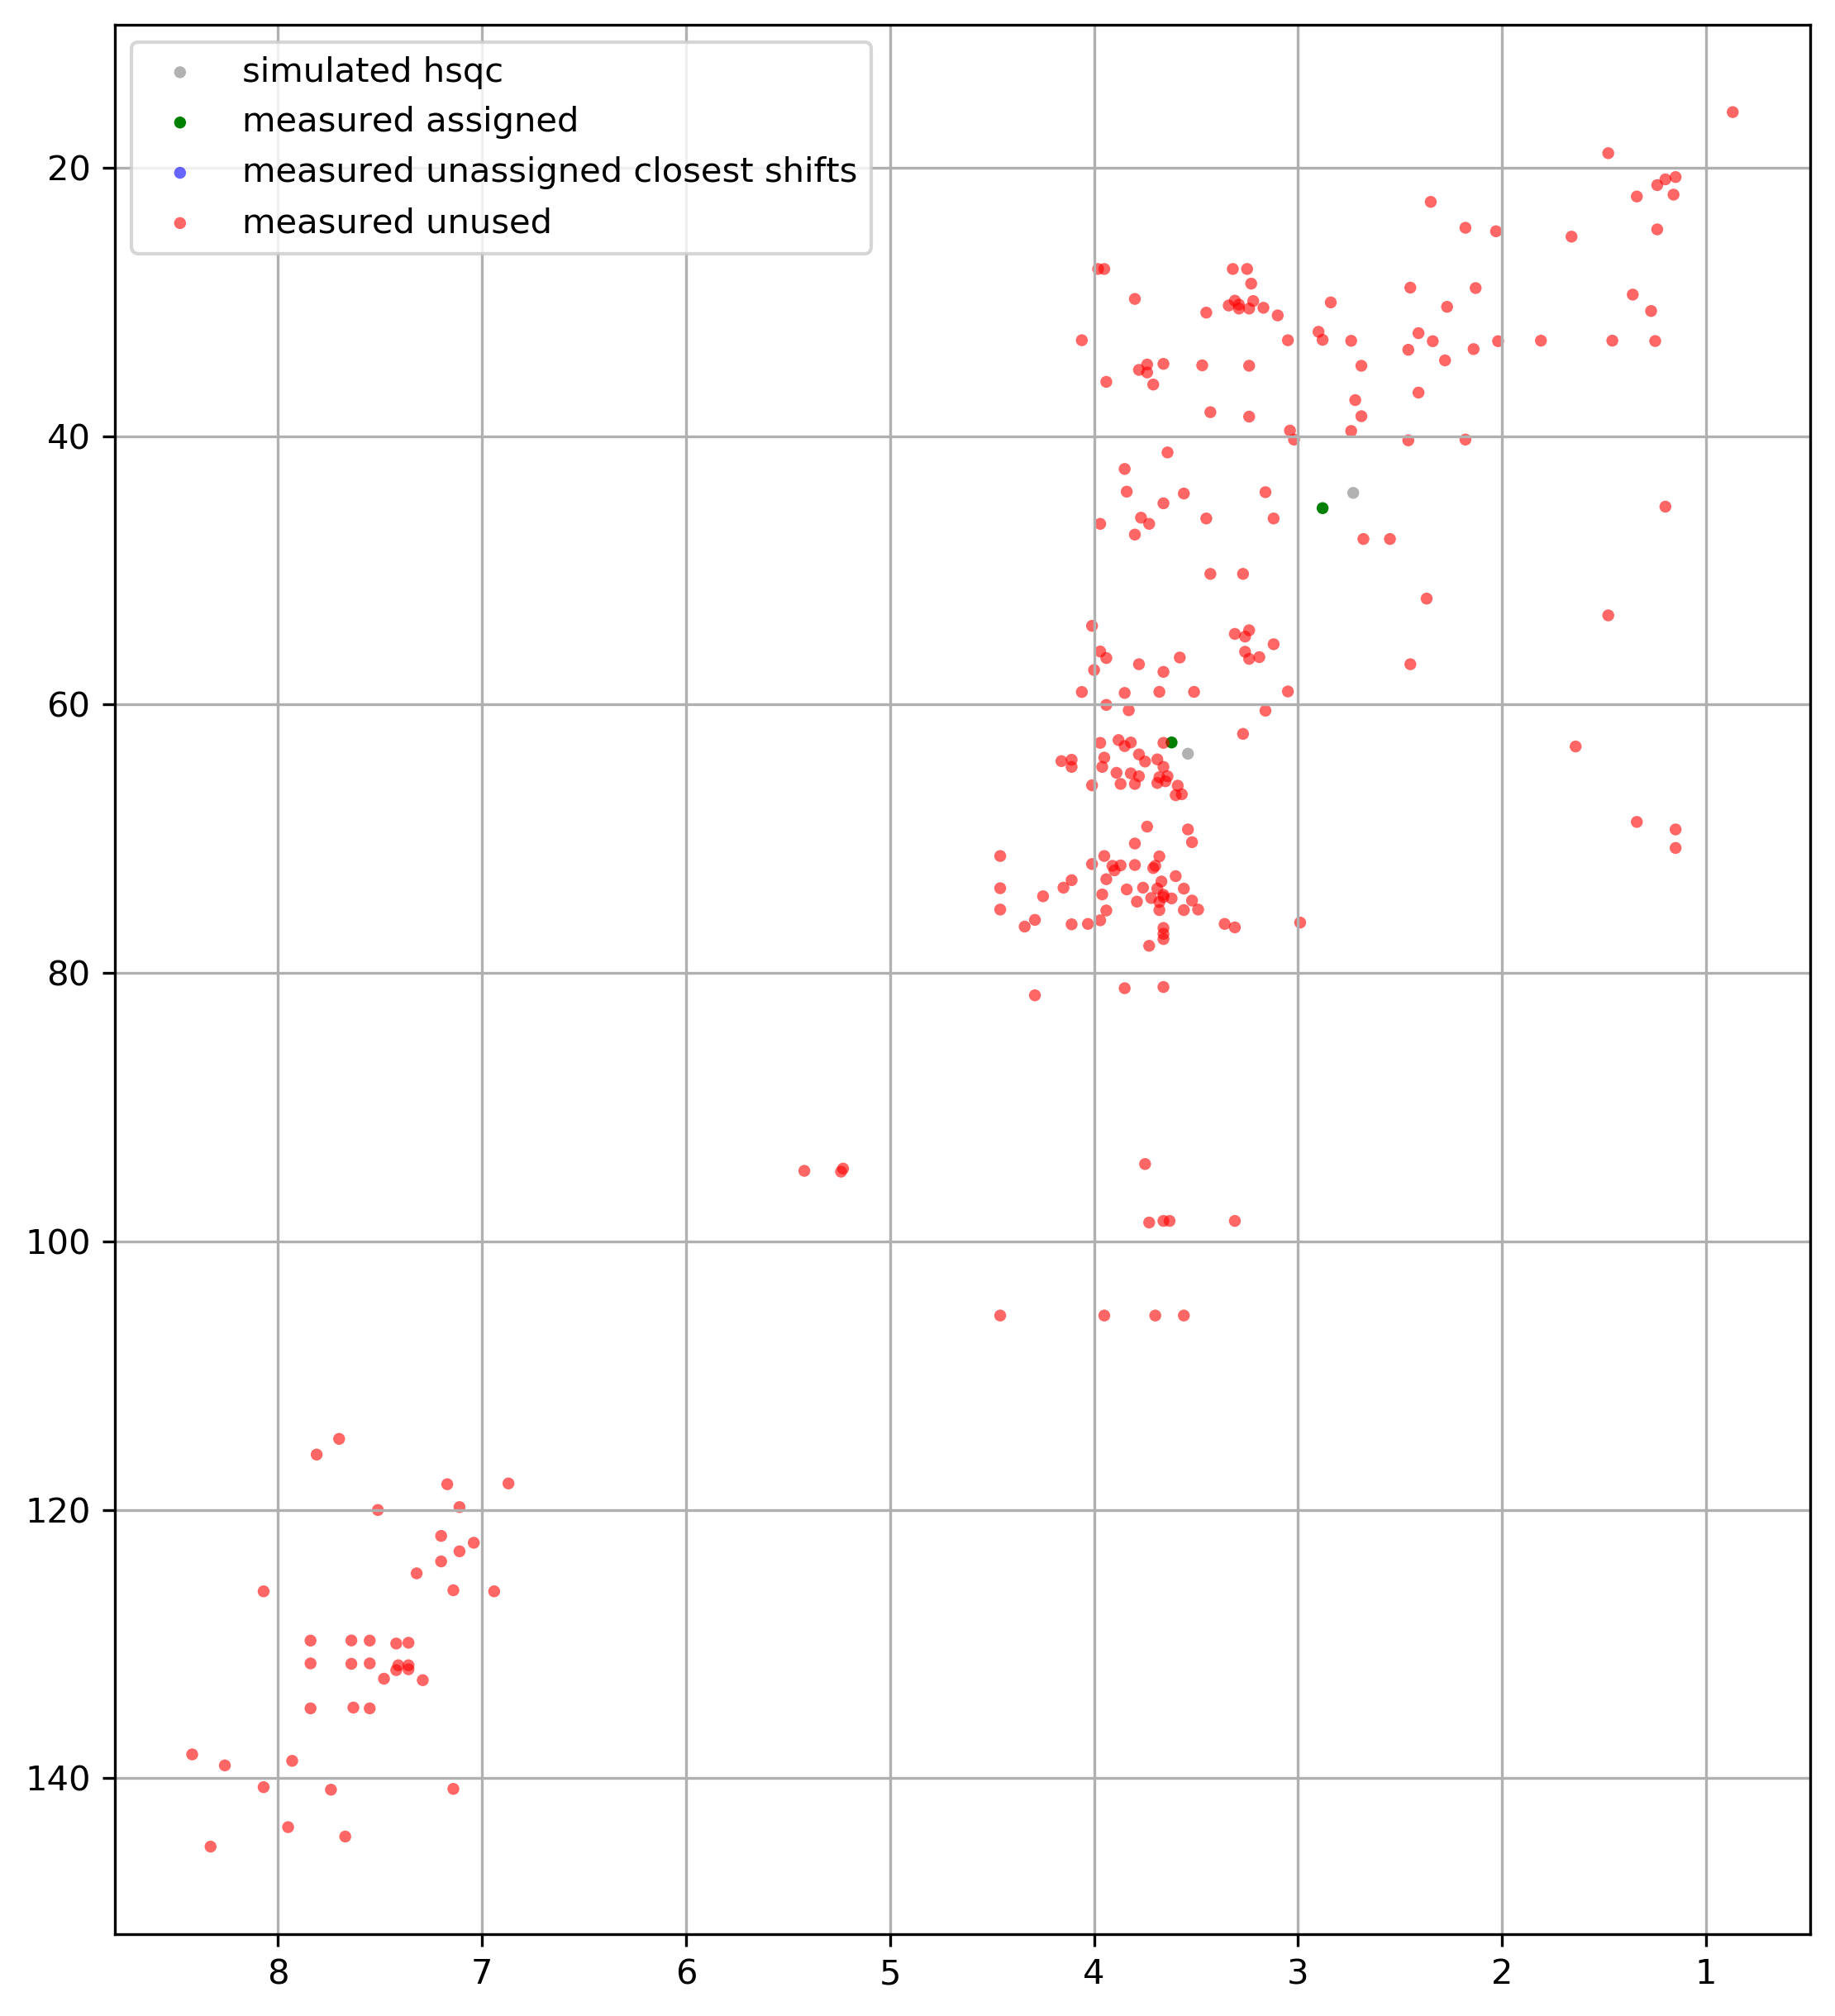 simulated hsqc
measured assigned
measured unassigned closest shifts
measured unused
20
40
60
80
100
120
140
8 7 6 5 4 3 2 1